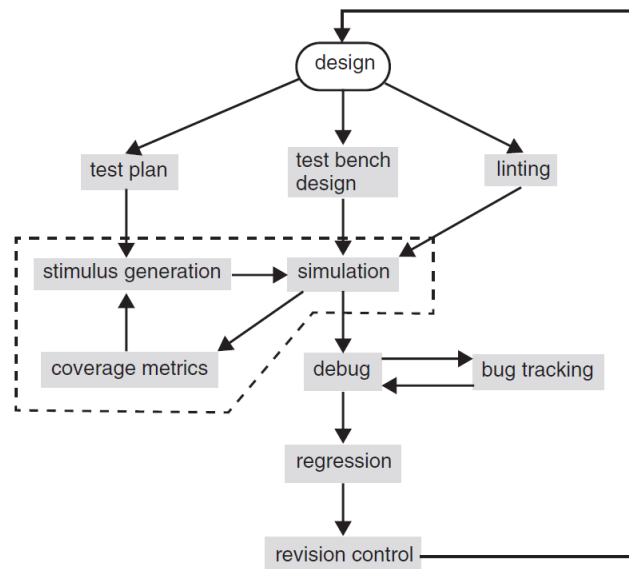 design
test plan
test bench
design
linting
stimulus generation
simulation
coverage metrics
debug
bug tracking
regression
revision control